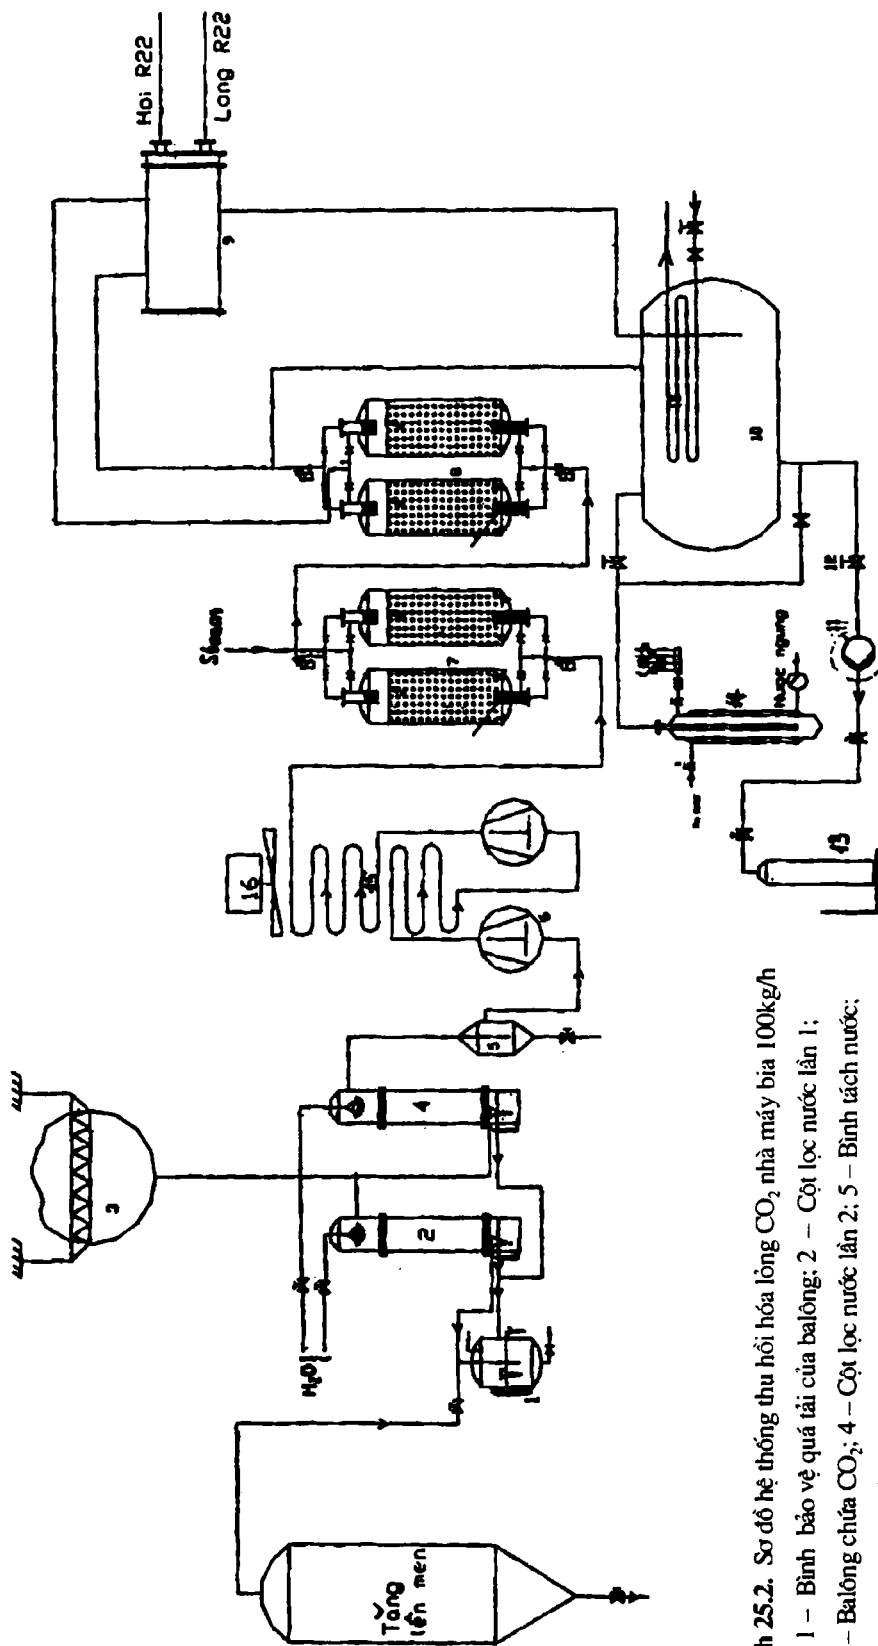 Hoi R22
Long R22
9
Steam
8
7
10
12
11
Nước ngưng
14
13
16
15
6
5
4
3
2
H₂O
1
Tăng
lên men
h 25.2. Sơ đồ hệ thống thu hồi hóa lỏng CO₂ nhà máy bia 100kg/h
1 – Bình bảo vệ quá tải của balông; 2 – Cột lọc nước lần 1;
– Balông chứa CO₂; 4 – Cột lọc nước lần 2; 5 – Bình tách nước;